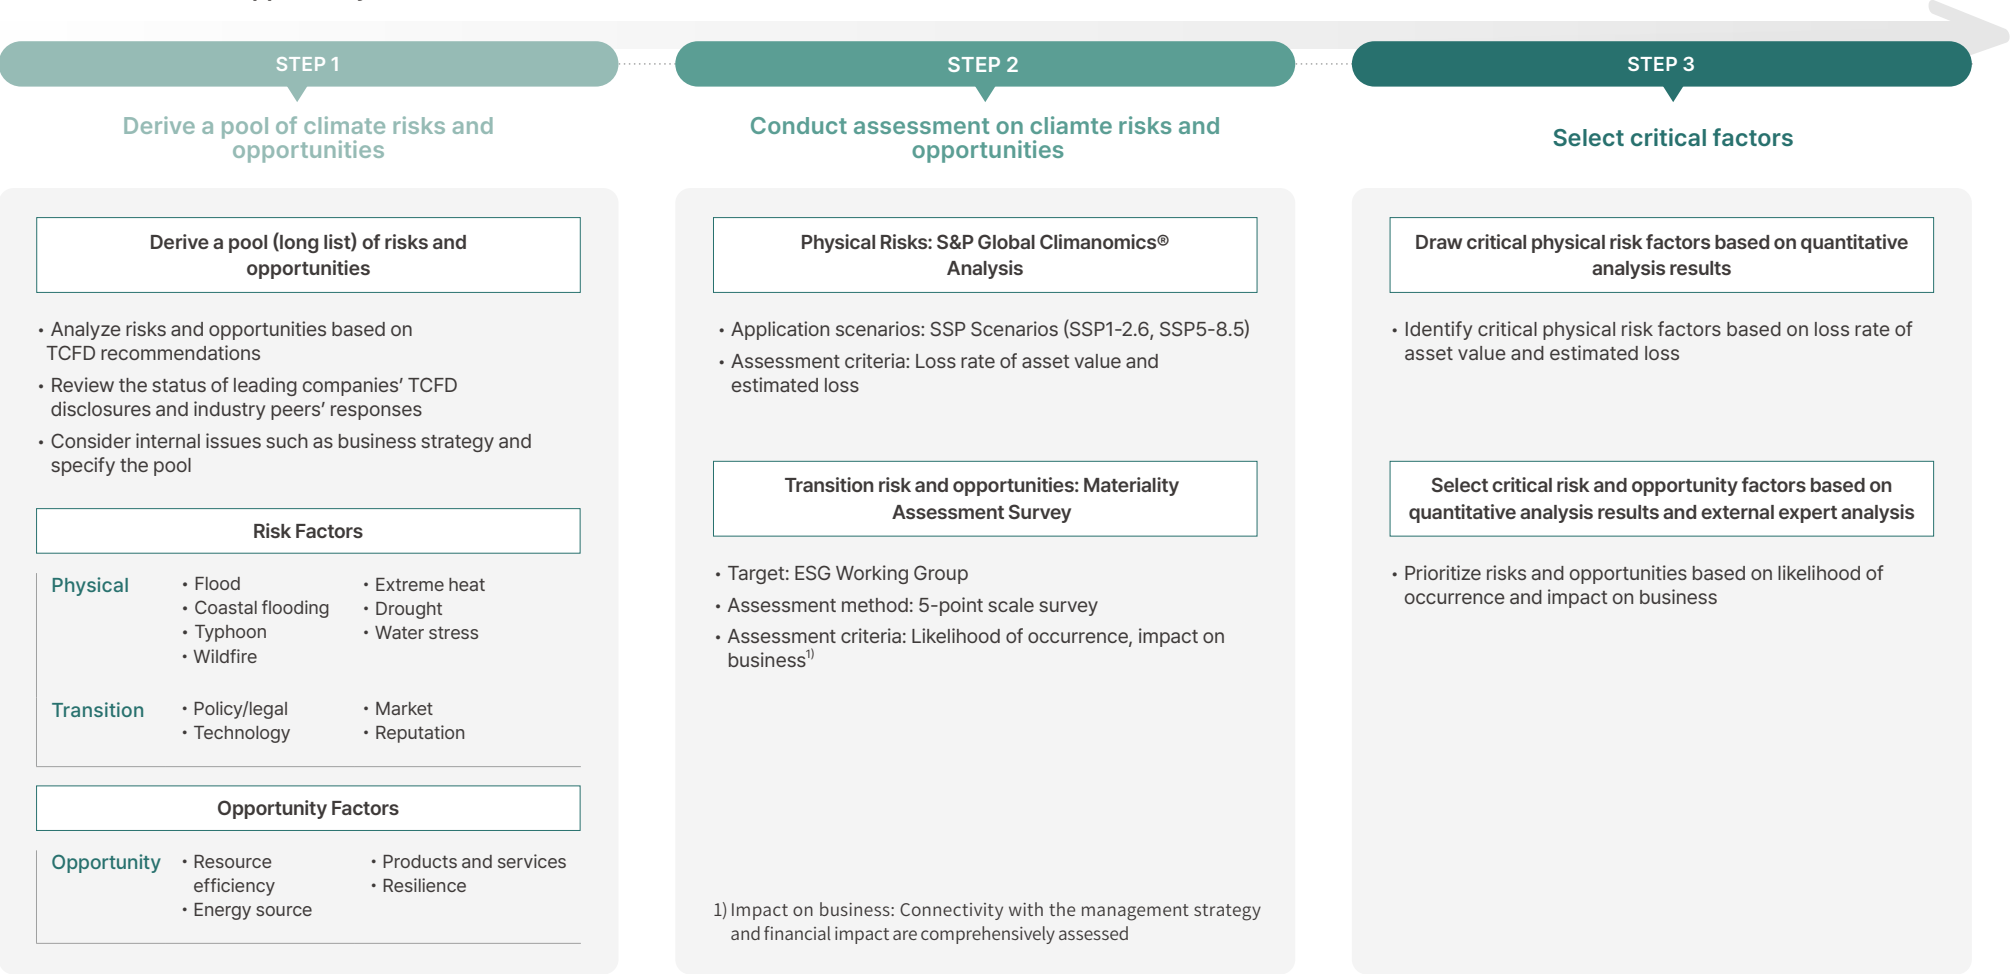 STEP 1
Derive a pool of climate risks and
opportunities
Derive a pool (long list) of risks and
opportunities
• Analyze risks and opportunities based on
TCFD recommendations
• Review the status of leading companies’ TCFD
disclosures and industry peers’ responses
• Consider internal issues such as business strategy and
specify the pool
Risk Factors
Physical
• Flood
• Coastal flooding
• Typhoon
• Wildfire
• Extreme heat
• Drought
• Water stress
Transition
• Policy/legal
• Technology
• Market
• Reputation
Opportunity Factors
Opportunity
• Resource
efficiency
• Energy source
• Products and services
• Resilience
STEP 2
Conduct assessment on cliamte risks and
opportunities
Physical Risks: S&P Global Climanomics®
Analysis
• Application scenarios: SSP Scenarios (SSP1-2.6, SSP5-8.5)
• Assessment criteria: Loss rate of asset value and
estimated loss
Transition risk and opportunities: Materiality
Assessment Survey
• Target: ESG Working Group
• Assessment method: 5-point scale survey
• Assessment criteria: Likelihood of occurrence, impact on
business1)
1) Impact on business: Connectivity with the management strategy
and financial impact are comprehensively assessed
STEP 3
Select critical factors
Draw critical physical risk factors based on quantitative
analysis results
• Identify critical physical risk factors based on loss rate of
asset value and estimated loss
Select critical risk and opportunity factors based on
quantitative analysis results and external expert analysis
• Prioritize risks and opportunities based on likelihood of
occurrence and impact on business